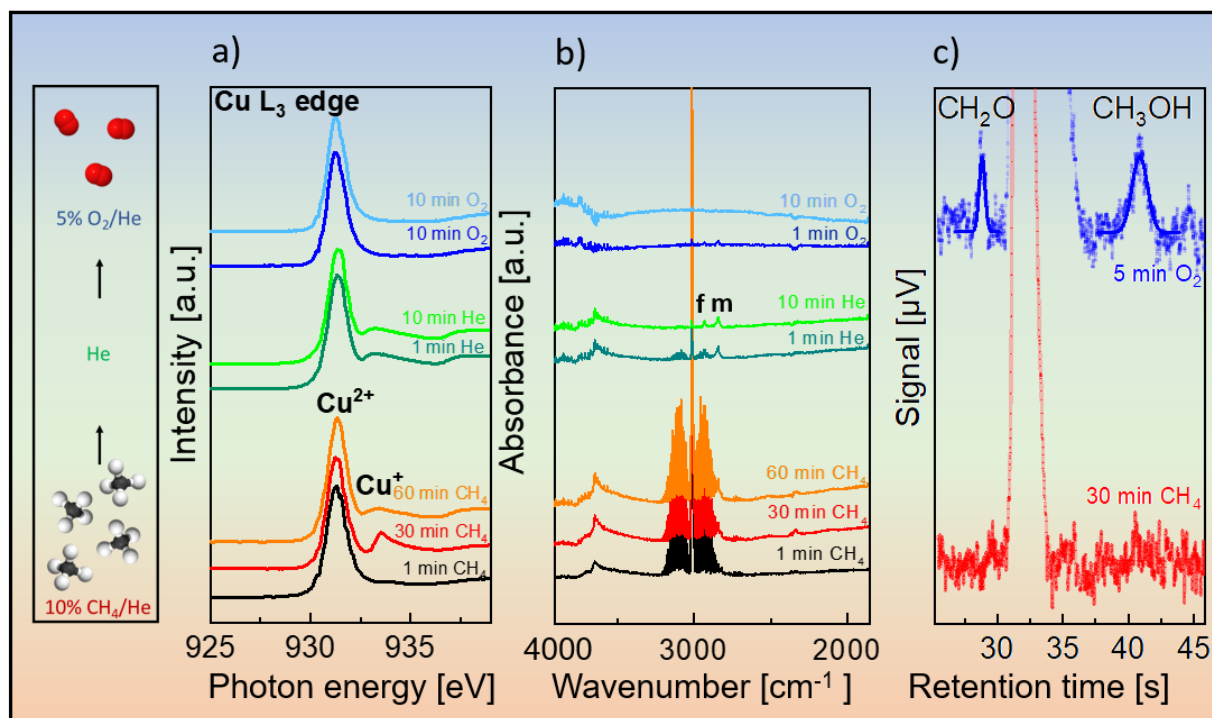 a)
b)
c)
5% O₂/He
He
10% CH₄/He
Cu L₃ edge
10 min O₂
10 min O₂
10 min He
1 min He
Cu²⁺
Cu⁺
60 min CH₄
30 min CH₄
1 min CH₄
Intensity [a.u.]
925
930
935
Photon energy [eV]
10 min O₂
1 min O₂
f m
10 min He
1 min He
60 min CH₄
30 min CH₄
1 min CH₄
Absorbance [a.u.]
4000
3000
2000
Wavenumber [cm⁻¹ ]
CH₂O
CH₃OH
5 min O₂
30 min CH₄
Signal [µV]
30
35
40
45
Retention time [s]